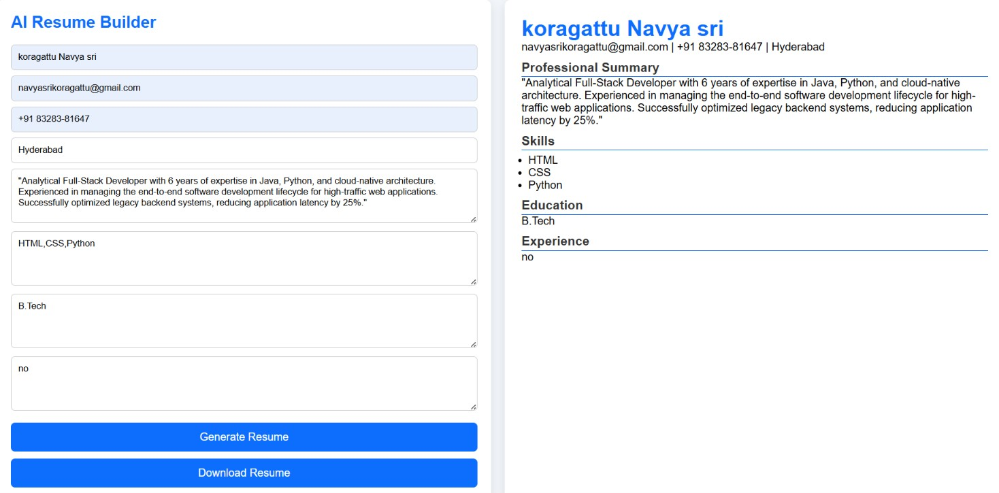 AI Resume Builder
koragattu Navya sri
navyasrikoragattu@gmail.com
+91 83283-81647
Hyderabad
"Analytical Full-Stack Developer with 6 years of expertise in Java, Python, and cloud-native architecture.
Experienced in managing the end-to-end software development lifecycle for high-traffic web applications.
Successfully optimized legacy backend systems, reducing application latency by 25%."
HTML,CSS,Python
B.Tech
no
Generate Resume
Download Resume
koragattu Navya sri
navyasrikoragattu@gmail.com | +91 83283-81647 | Hyderabad
Professional Summary
"Analytical Full-Stack Developer with 6 years of expertise in Java, Python, and cloud-native
architecture. Experienced in managing the end-to-end software development lifecycle for high-
traffic web applications. Successfully optimized legacy backend systems, reducing application
latency by 25%."
Skills
• HTML
• CSS
• Python
Education
B.Tech
Experience
no